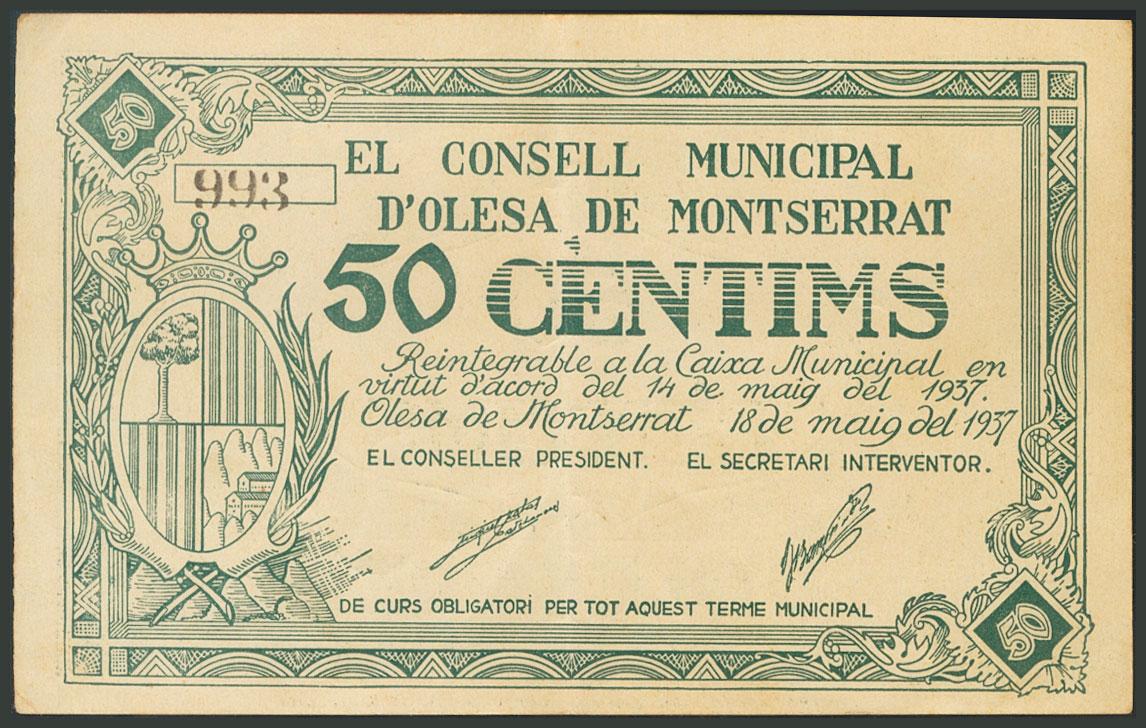 50
993
EL CONSELL MUNICIPAL
D'OLESA DE MONTSERRAT
50 CÈNTIMS
Reintegrable a la Caixa Municipal en
virtut d'acord del 14 de maig del 1937.
Olesa de Montserrat 18 de maig del 1937
EL CONSELLER PRESIDENT. EL SECRETARI INTERVENTOR.
DE CURS OBLIGATORI PER TOT AQUEST TERME MUNICIPAL
50